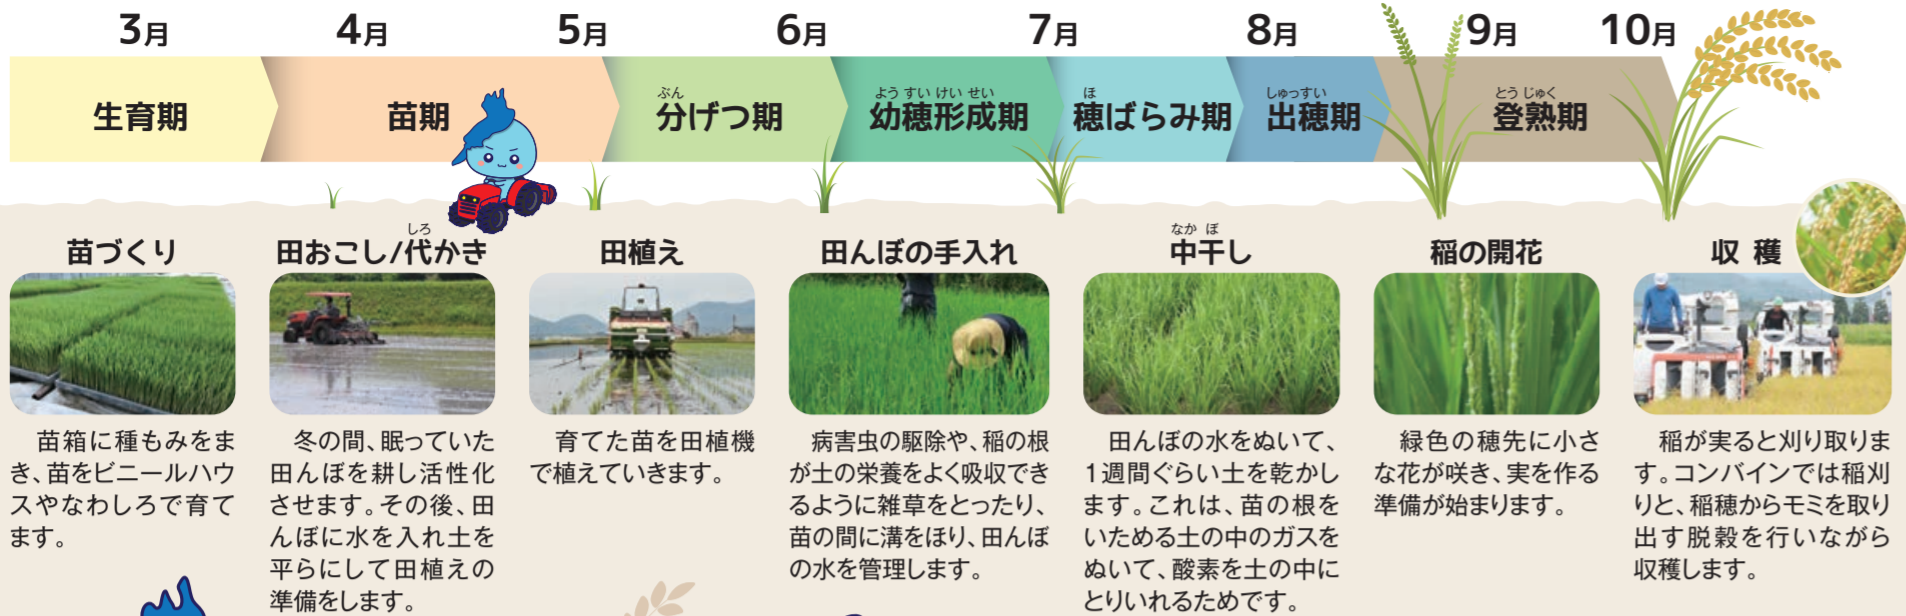 3月 4月 5月 6月 7月 8月 9月 10月
生育期
苗期
ぶん
分げつ期
よう すい けい せい
幼穂形成期
ほ
穂ばらみ期
しゅっすい
出穂期
とう じゅく
登熟期
苗づくり
苗箱に種もみをま
き、苗をビニールハウ
スやなわしろで育て
ます。
しろ
田おこし/代かき
冬の間、眠っていた
田んぼを耕し活性化
させます。その後、田
んぼに水を入れ土を
平らにして田植えの
準備をします。
田植え
育てた苗を田植機
で植えていきます。
田んぼの手入れ
病害虫の駆除や、稲の根
が土の栄養をよく吸収でき
るように雑草をとったり、
苗の間に溝をほり、田んぼ
の水を管理します。
なか ぼ
中干し
田んぼの水をぬいて、
1週間ぐらい土を乾かし
ます。これは、苗の根を
いためる土の中のガスを
ぬいて、酸素を土の中に
とりいれるためです。
稲の開花
緑色の穂先に小さ
な花が咲き、実を作る
準備が始まります。
収 穫
稲が実ると刈り取りま
す。コンバインでは稲刈
りと、稲穂からモミを取り
出す脱穀を行いながら
収穫します。